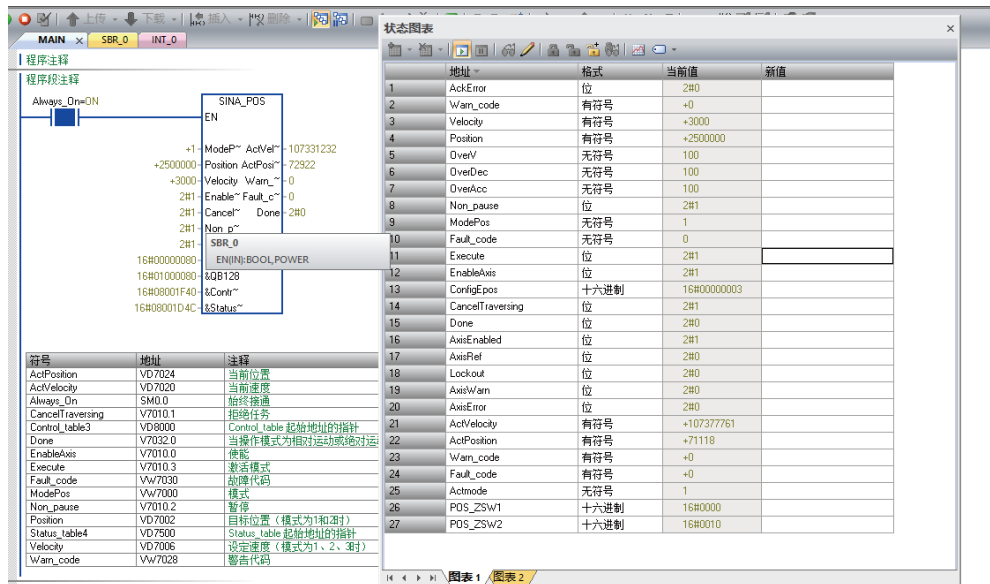 上传 下载 插入 删除
MAIN SBR_0 INT_0
程序注释
程序段注释
Always_On=ON
SINA_POS
EN
+1 ModeP~ ActVel~ 107331232
+2500000 Position ActPosi~ 72922
+3000 Velocity Warn_~ 0
2#1 Enable~ Fault_c~ 0
2#1 Cancel~ Done 2#0
2#1 Non_p~
2#1
16#00000080
16#01000080 &QB128
16#08001F40 &Contr~
16#08001D4C &Status~
SBR_0
EN(IN):BOOL,POWER
符号 地址 注释
ActPosition VD7024 当前位置
ActVelocity VD7020 当前速度
Always_On SM0.0 始终接通
CancelTraversing V7010.1 拒绝任务
Control_table3 VD8000 Control_table 起始地址的指针
Done V7032.0 当操作模式为相对运动或绝对运
EnableAxis V7010.0 使能
Execute V7010.3 激活模式
Fault_code VW7030 故障代码
ModePos VW7000 模式
Non_pause V7010.2 暂停
Position VD7002 目标位置（模式为1和2时）
Status_table4 VD7500 Status_table 起始地址的指针
Velocity VD7006 设定速度（模式为1、2、3时）
Warn_code VW7028 警告代码
状态图表
地址 格式 当前值 新值
1 AckError 位 2#0
2 Warn_code 有符号 +0
3 Velocity 有符号 +3000
4 Position 有符号 +2500000
5 OverV 无符号 100
6 OverDec 无符号 100
7 OverAcc 无符号 100
8 Non_pause 位 2#1
9 ModePos 无符号 1
10 Fault_code 无符号 0
11 Execute 位 2#1
12 EnableAxis 位 2#1
13 ConfigEpos 十六进制 16#00000003
14 CancelTraversing 位 2#1
15 Done 位 2#0
16 AxisEnabled 位 2#1
17 AxisRef 位 2#0
18 Lockout 位 2#0
19 AxisWarn 位 2#0
20 AxisError 位 2#0
21 ActVelocity 有符号 +107377761
22 ActPosition 有符号 +71118
23 Warn_code 有符号 +0
24 Fault_code 有符号 +0
25 Actmode 无符号 1
26 POS_ZSW1 十六进制 16#0000
27 POS_ZSW2 十六进制 16#0010
图表 1 图表 2